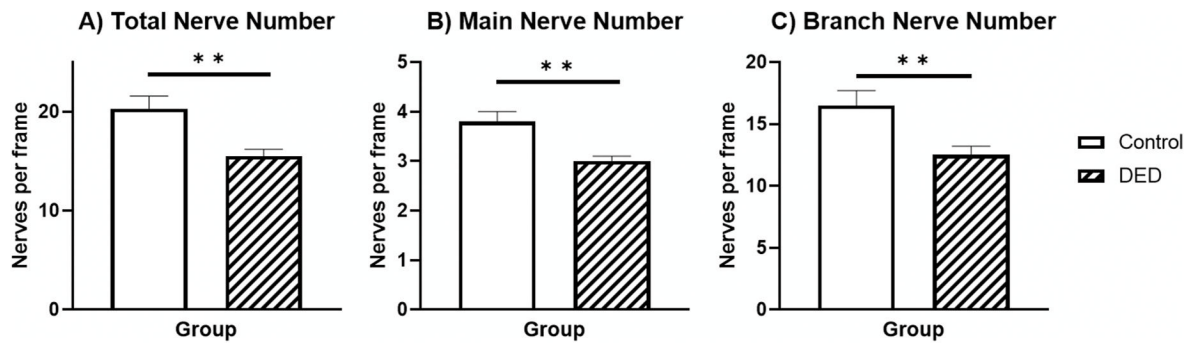 A) Total Nerve Number
**
Nerves per frame
20
10
0
Group
B) Main Nerve Number
**
Nerves per frame
5
4
3
2
1
0
Group
C) Branch Nerve Number
**
Nerves per frame
20
15
10
5
0
Group
Control
DED